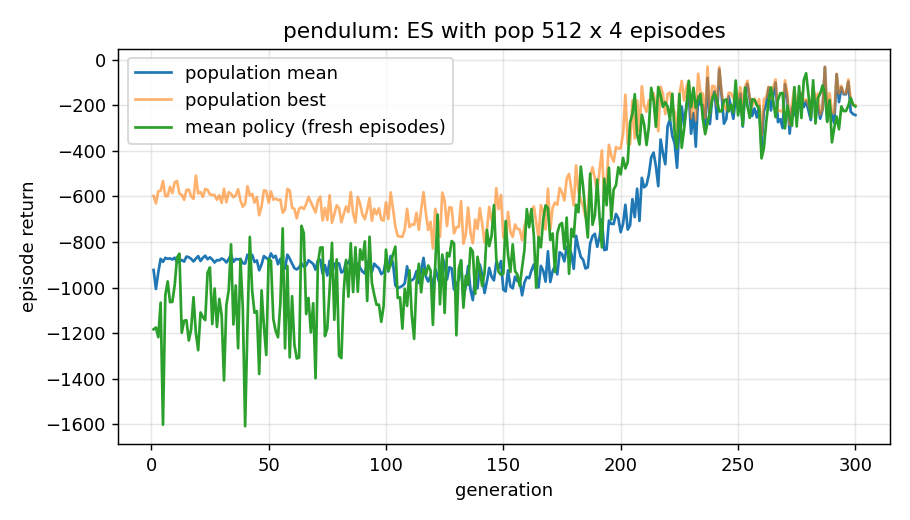 pendulum: ES with pop 512 x 4 episodes
population mean
population best
mean policy (fresh episodes)
episode return
0
−200
−400
−600
−800
−1000
−1200
−1400
−1600
0
50
100
150
200
250
300
generation